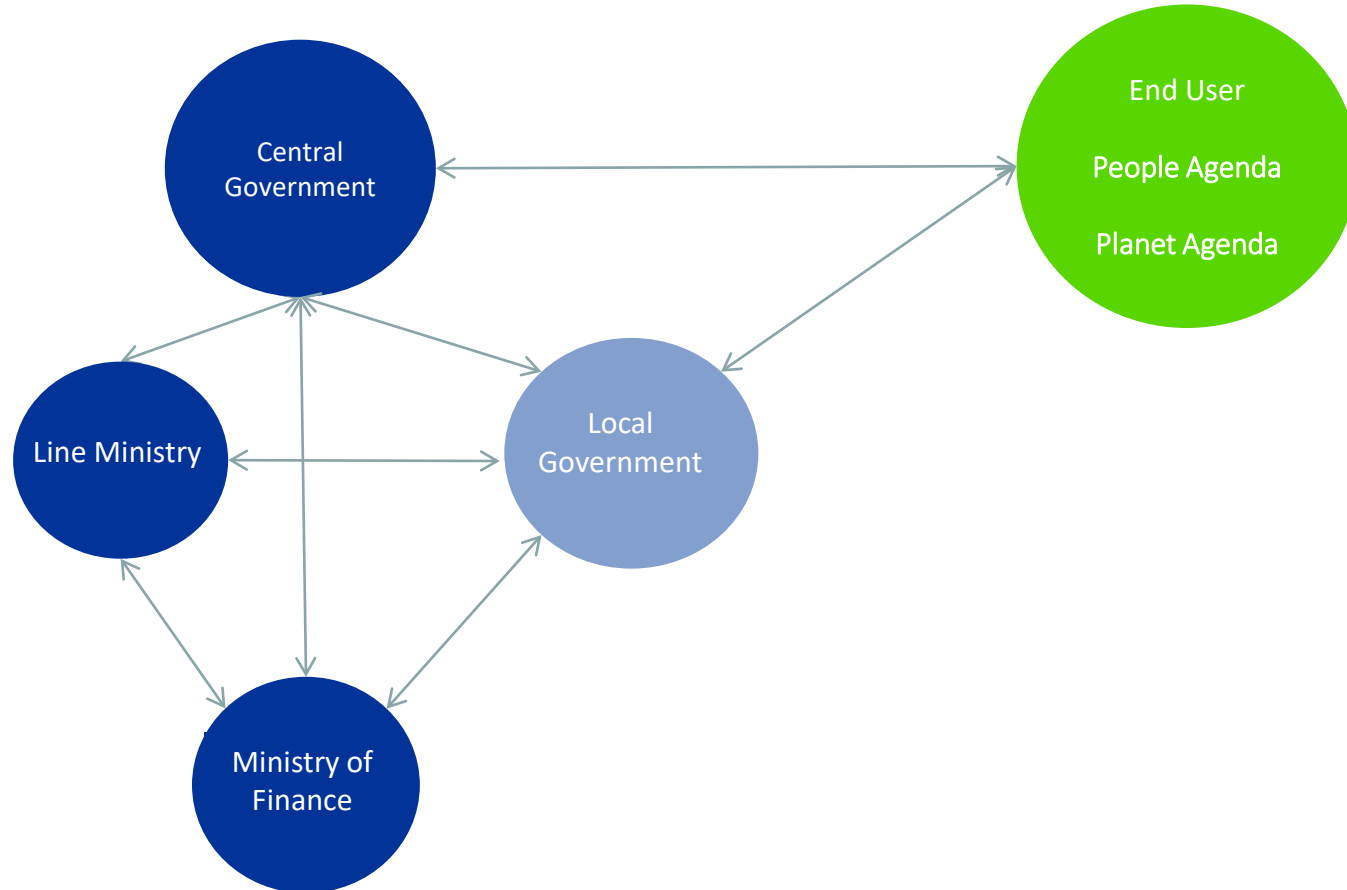 Central
Government
End User
People Agenda
Planet Agenda
Line Ministry
Local
Government
Ministry of
Finance